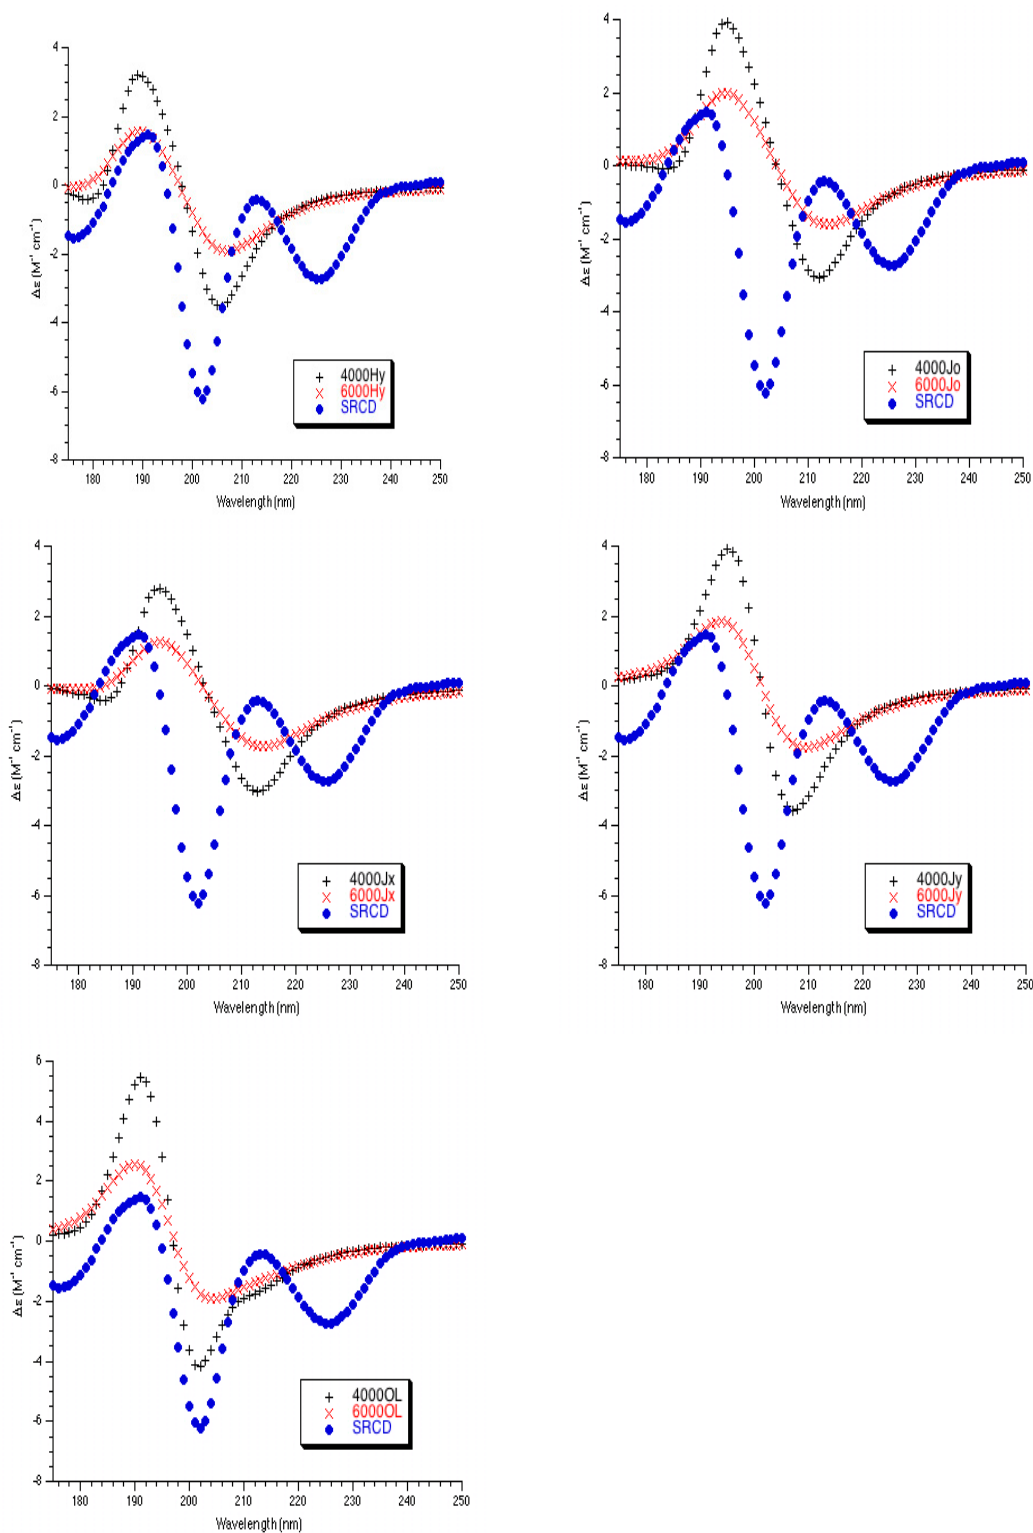 4
2
0
-2
-4
-6
-8
Δε (M⁻¹ cm⁻¹)
4000Hy
6000Hy
SRCD
180 190 200 210 220 230 240 250
Wavelength (nm)
4
2
0
-2
-4
-6
-8
Δε (M⁻¹ cm⁻¹)
4000Jo
6000Jo
SRCD
180 190 200 210 220 230 240 250
Wavelength (nm)
4
2
0
-2
-4
-6
-8
Δε (M⁻¹ cm⁻¹)
4000Jx
6000Jx
SRCD
180 190 200 210 220 230 240 250
Wavelength (nm)
4
2
0
-2
-4
-6
-8
Δε (M⁻¹ cm⁻¹)
4000Jy
6000Jy
SRCD
180 190 200 210 220 230 240 250
Wavelength (nm)
6
4
2
0
-2
-4
-6
-8
Δε (M⁻¹ cm⁻¹)
4000OL
6000OL
SRCD
180 190 200 210 220 230 240 250
Wavelength (nm)